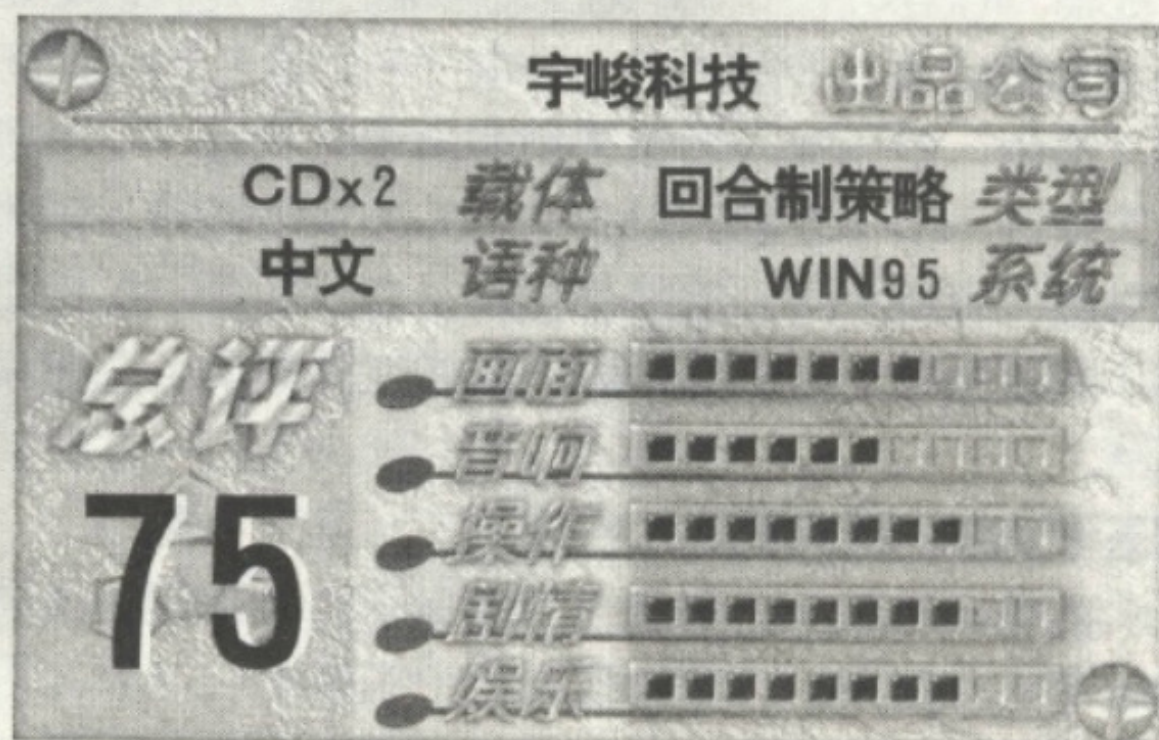 宇峻科技 出品公司
CDx2 载体 回合制策略 类型
中文 语种 WIN95 系统
总评
75
画面
音响
操作
剧情
娱乐